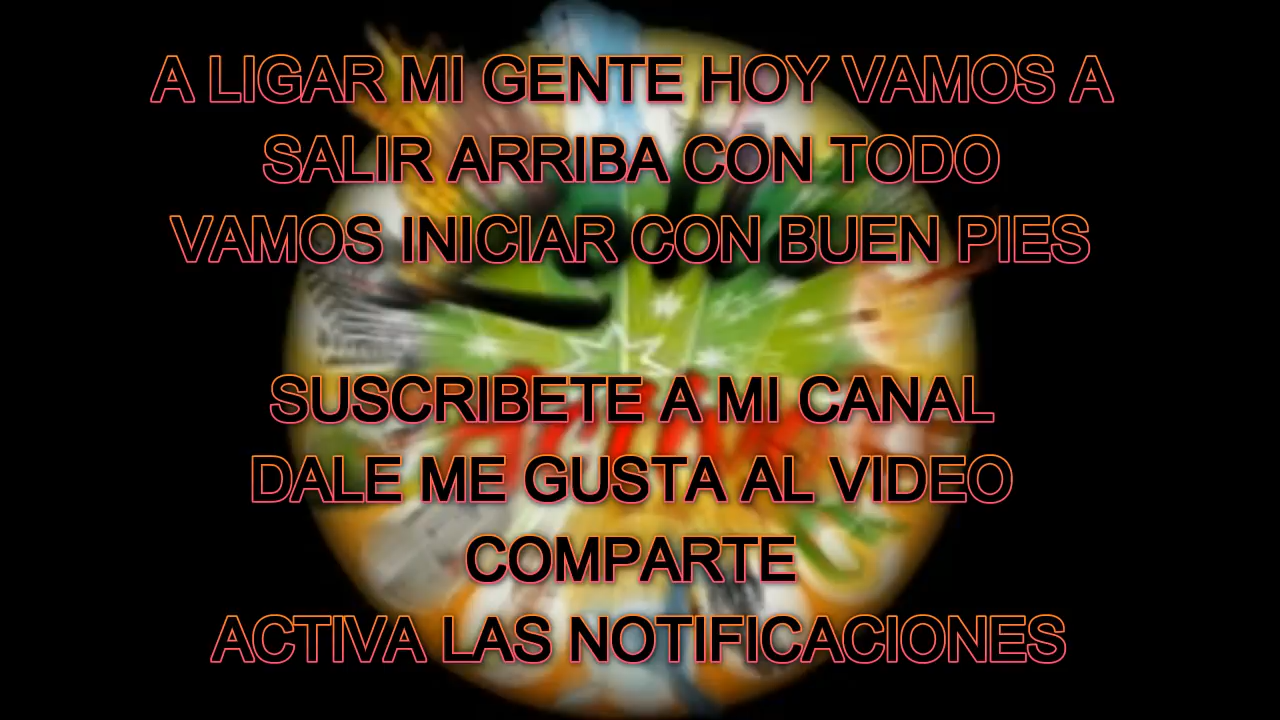 A LIGAR MI GENTE HOY VAMOS A
SALIR ARRIBA CON TODO
VAMOS INICIAR CON BUEN PIES
SUSCRIBETE A MI CANAL
DALE ME GUSTA AL VIDEO
COMPARTE
ACTIVA LAS NOTIFICACIONES